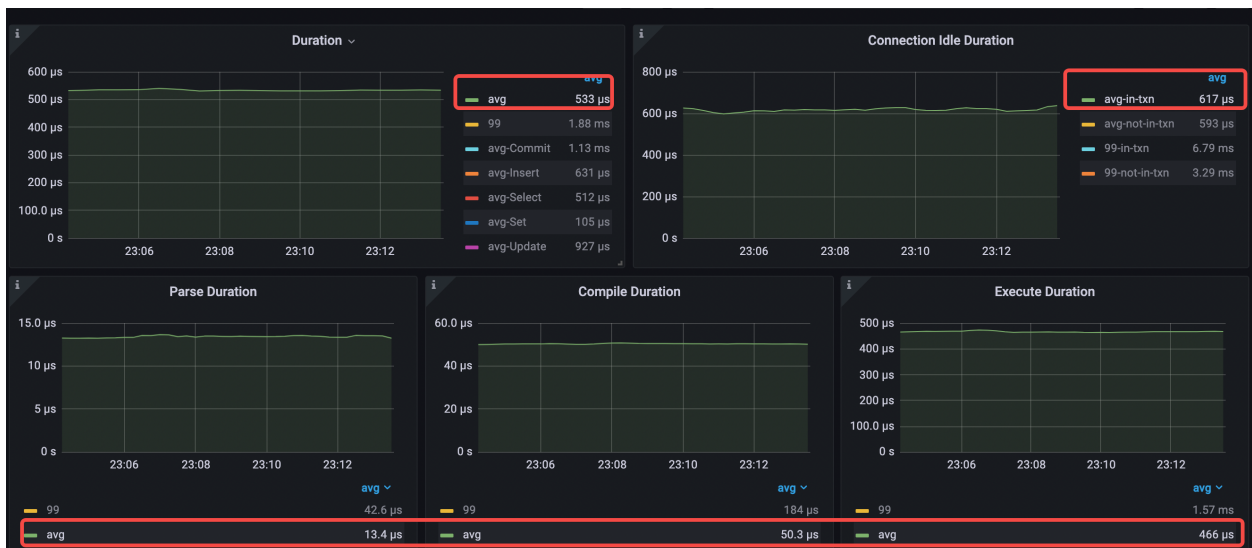 Duration
600 µs
500 µs
400 µs
300 µs
200 µs
100.0 µs
0 s
23:06 23:08 23:10 23:12
avg
avg 533 µs
99 1.88 ms
avg-Commit 1.13 ms
avg-Insert 631 µs
avg-Select 512 µs
avg-Set 105 µs
avg-Update 927 µs
Connection Idle Duration
800 µs
600 µs
400 µs
200 µs
0 s
23:06 23:08 23:10 23:12
avg
avg-in-txn 617 µs
avg-not-in-txn 593 µs
99-in-txn 6.79 ms
99-not-in-txn 3.29 ms
Parse Duration
15.0 µs
10 µs
5 µs
0 s
23:06 23:08 23:10 23:12
avg
99 42.6 µs
avg 13.4 µs
Compile Duration
60.0 µs
40 µs
20 µs
0 s
23:06 23:08 23:10 23:12
avg
99 184 µs
avg 50.3 µs
Execute Duration
500 µs
400 µs
300 µs
200 µs
100.0 µs
0 s
23:06 23:08 23:10 23:12
avg
99 1.57 ms
avg 466 µs